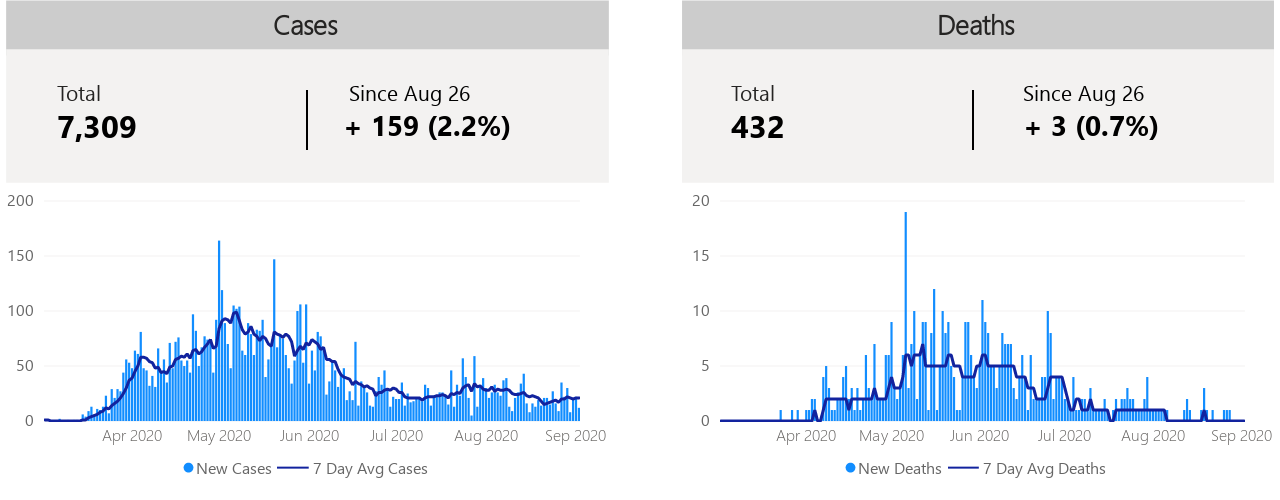 Cases
Total
7,309
Since Aug 26
+ 159 (2.2%)
200
150
100
50
0
Apr 2020 May 2020 Jun 2020 Jul 2020 Aug 2020 Sep 2020
New Cases 7 Day Avg Cases
Deaths
Total
432
Since Aug 26
+ 3 (0.7%)
20
15
10
5
0
Apr 2020 May 2020 Jun 2020 Jul 2020 Aug 2020 Sep 2020
New Deaths 7 Day Avg Deaths